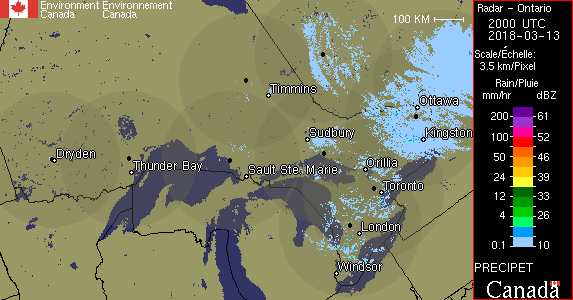 Environment Environnement
Canada Canada
100 KM
Radar - Ontario
2000 UTC
2018-03-13
Scale/Échelle:
3.5 km/Pixel
Rain/Pluie
mm/hr dBZ
200 61
100 52
50 46
24 39
12 33
4 26
0.1 10
PRECIPET
Canada
Timmins
Ottawa
Sudbury
Kingston
Dryden
Thunder Bay
Sault Ste. Marie
Orillia
Toronto
London
Windsor